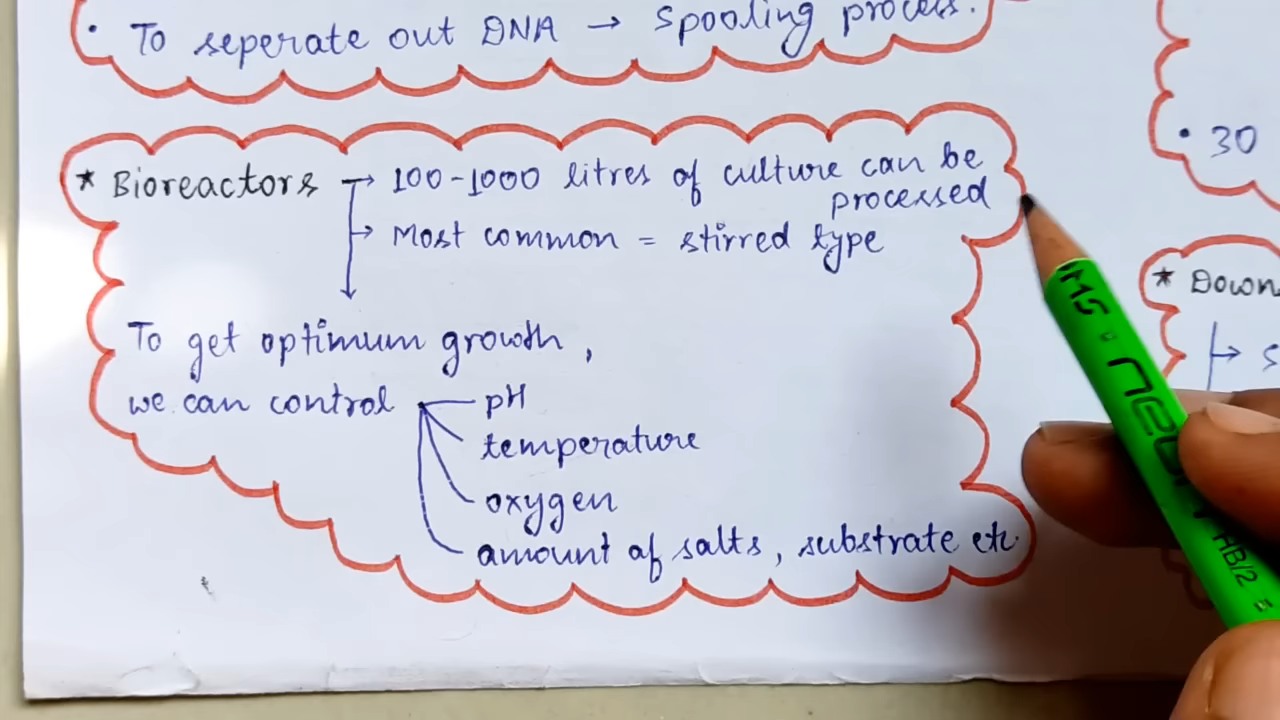 • To seperate out DNA → spooling process.
* Bioreactors → 100-1000 litres of culture can be
processed
→ Most common = stirred type
To get optimum growth,
we can control pH
temperature
oxygen
amount of salts, substrate etc
• 30
* Down
→ s
MS . HB/2 =